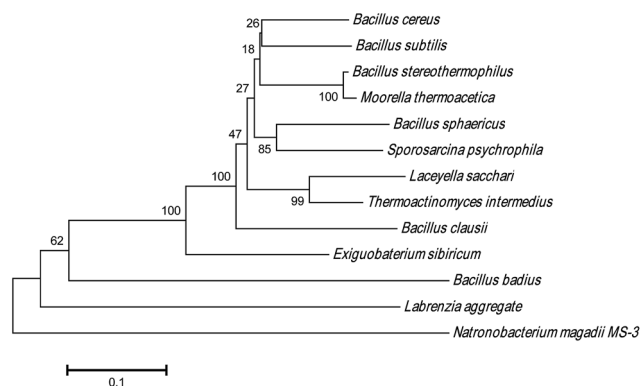 26
Bacillus cereus
18
Bacillus subtilis
Bacillus stereothermophilus
27
100
Moorella thermoacetica
Bacillus sphaericus
47
85
Sporosarcina psychrophila
Laceyella sacchari
100
99
Thermoactinomyces intermedius
100
Bacillus clausii
62
Exiguobaterium sibiricum
Bacillus badius
Labrenzia aggregate
Natronobacterium magadii MS-3
0.1